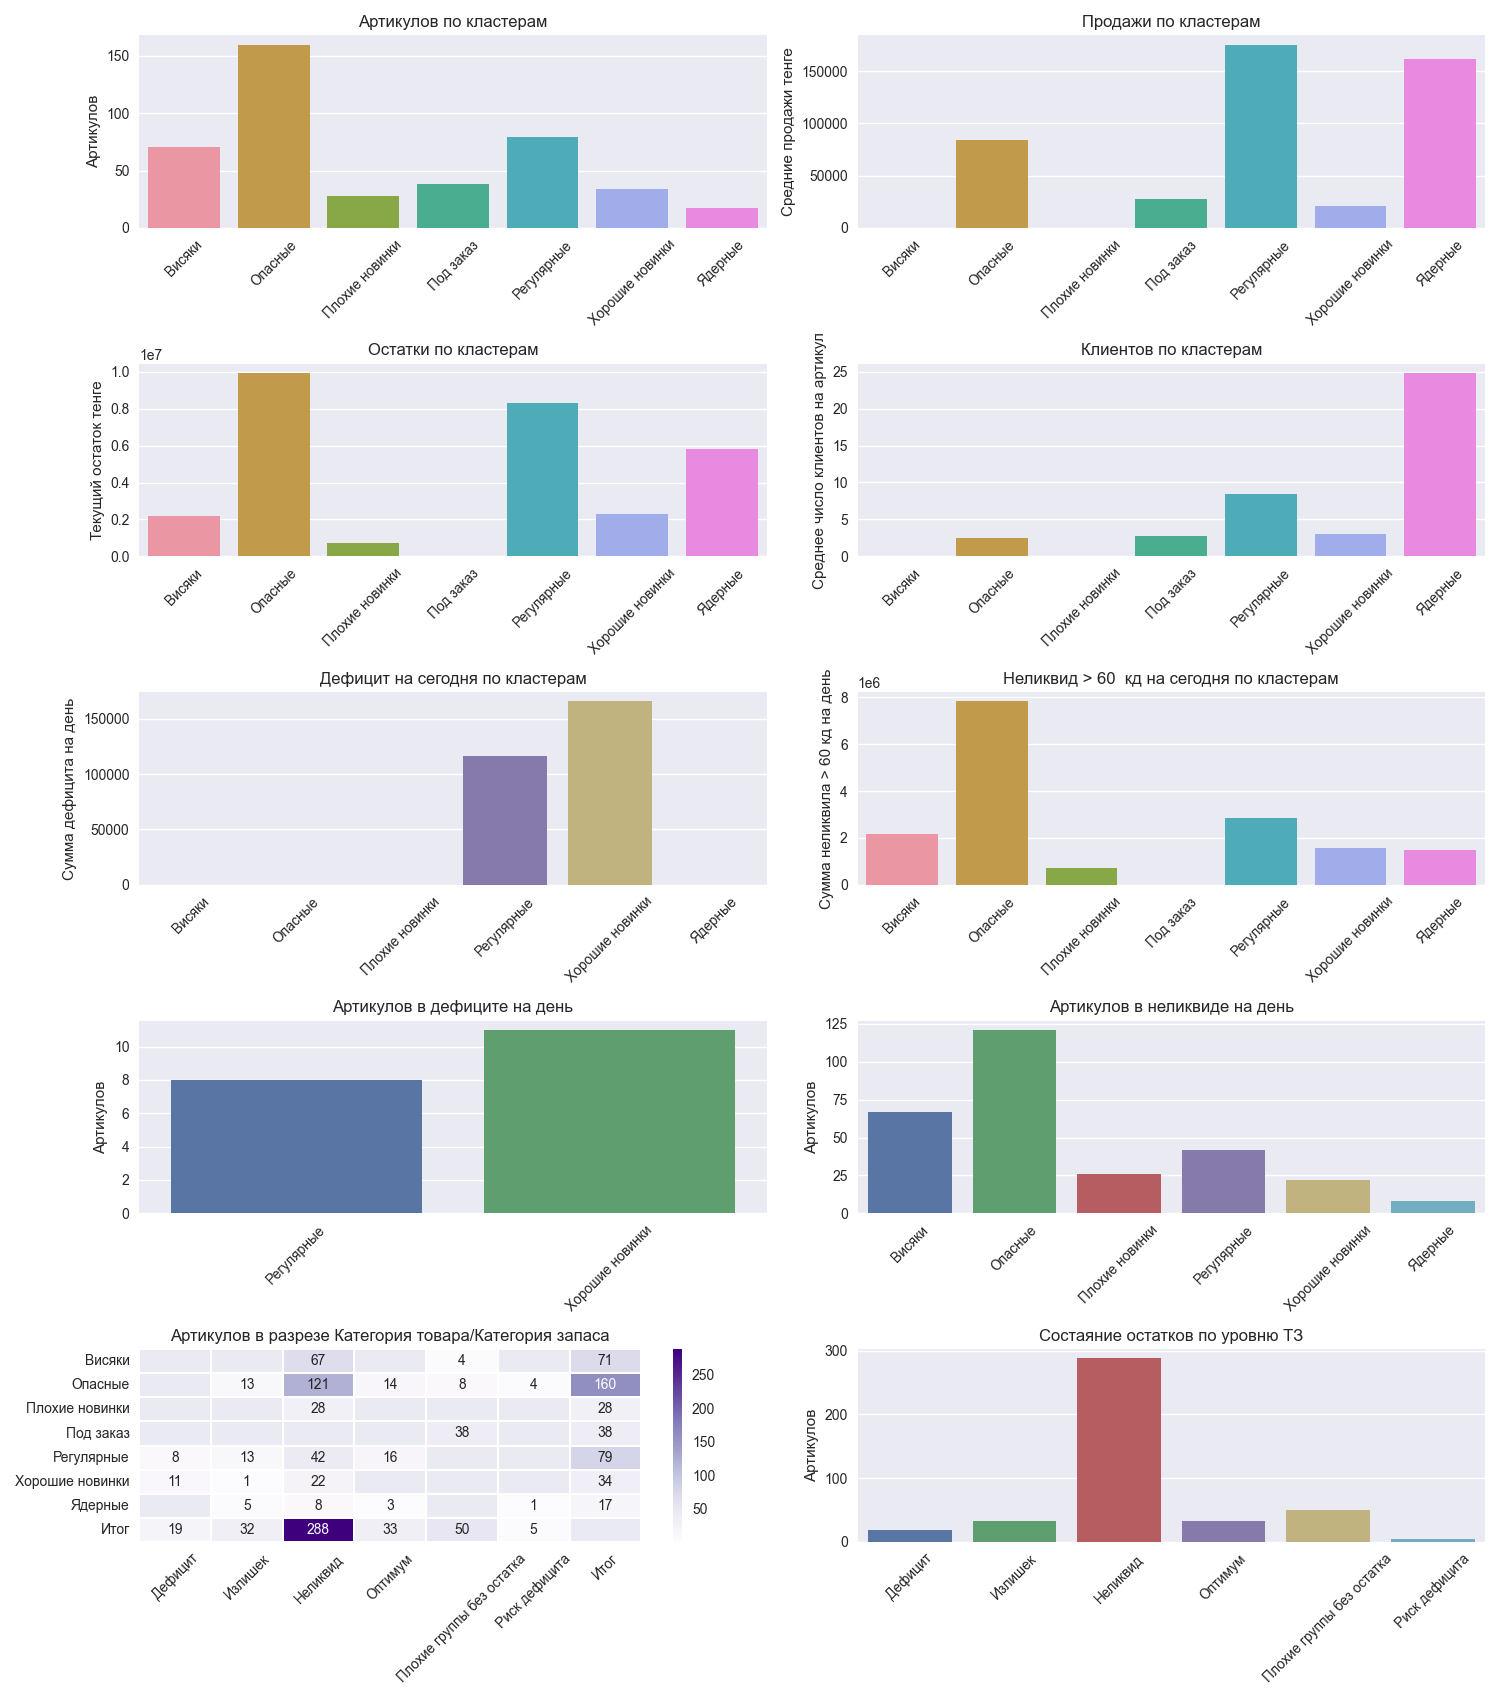 Артикулов по кластерам
Артикулов
150
100
50
0
Висяки
Опасные
Плохие новинки
Под заказ
Регулярные
Хорошие новинки
Ядерные
Продажи по кластерам
Средние продажи тенге
150000
100000
50000
0
Висяки
Опасные
Плохие новинки
Под заказ
Регулярные
Хорошие новинки
Ядерные
Остатки по кластерам
1e7
Текущий остаток тенге
1.0
0.8
0.6
0.4
0.2
0.0
Висяки
Опасные
Плохие новинки
Под заказ
Регулярные
Хорошие новинки
Ядерные
Клиентов по кластерам
Среднее число клиентов на артикул
25
20
15
10
5
0
Висяки
Опасные
Плохие новинки
Под заказ
Регулярные
Хорошие новинки
Ядерные
Дефицит на сегодня по кластерам
Сумма дефицита на день
150000
100000
50000
0
Висяки
Опасные
Плохие новинки
Регулярные
Хорошие новинки
Ядерные
Неликвид > 60 кд на сегодня по кластерам
1e6
Сумма неликвила > 60 кд на день
8
6
4
2
0
Висяки
Опасные
Плохие новинки
Под заказ
Регулярные
Хорошие новинки
Ядерные
Артикулов в дефиците на день
Артикулов
10
8
6
4
2
0
Регулярные
Хорошие новинки
Артикулов в неликвиде на день
Артикулов
125
100
75
50
25
0
Висяки
Опасные
Плохие новинки
Регулярные
Хорошие новинки
Ядерные
Артикулов в разрезе Категория товара/Категория запаса
Висяки 67 4 71
Опасные 13 121 14 8 4 160
Плохие новинки 28 28
Под заказ 38 38
Регулярные 8 13 42 16 79
Хорошие новинки 11 1 22 34
Ядерные 5 8 3 1 17
Итог 19 32 288 33 50 5
Дефицит
Излишек
Неликвид
Оптимум
Плохие группы без остатка
Риск дефицита
Итог
250
200
150
100
50
Состаяние остатков по уровню ТЗ
Артикулов
300
200
100
0
Дефицит
Излишек
Неликвид
Оптимум
Плохие группы без остатка
Риск дефицита